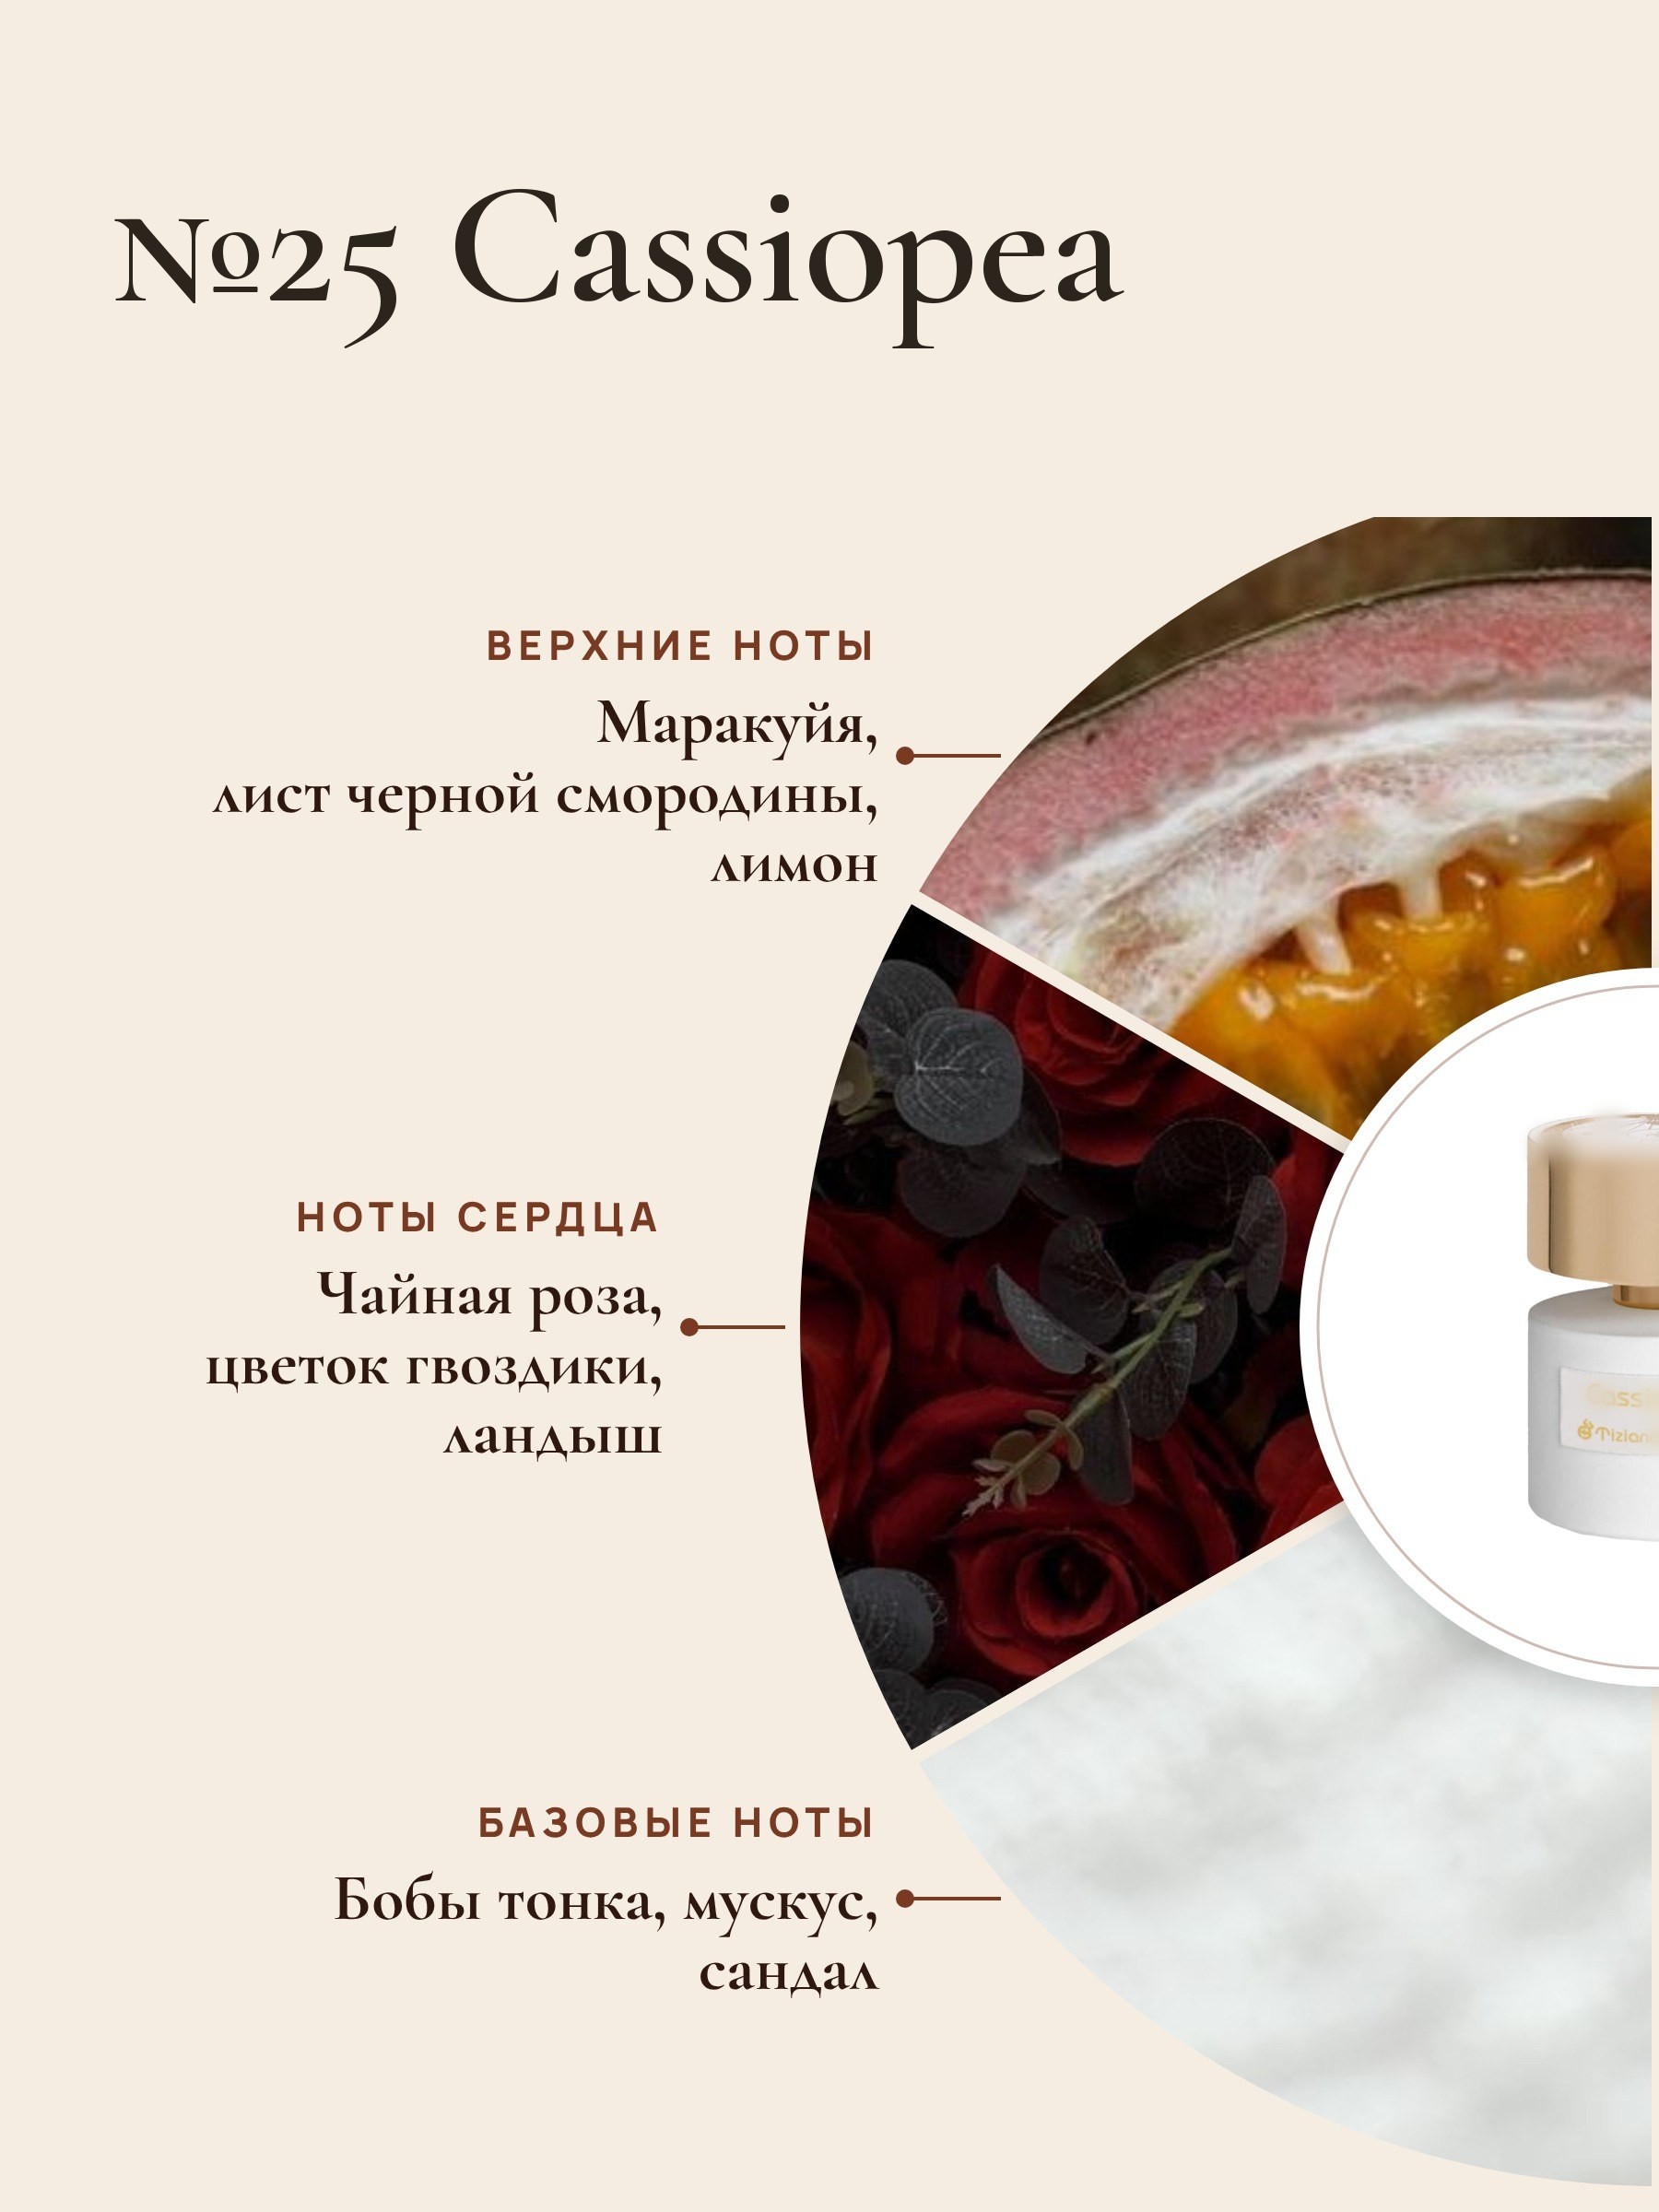 №25 Cassiopea
ВЕРХНИЕ НОТЫ
Маракуйя,
лист черной смородины,
лимон
НОТЫ СЕРДЦА
Чайная роза,
цветок гвоздики,
ландыш
БАЗОВЫЕ НОТЫ
Бобы тонка, мускус,
сандал